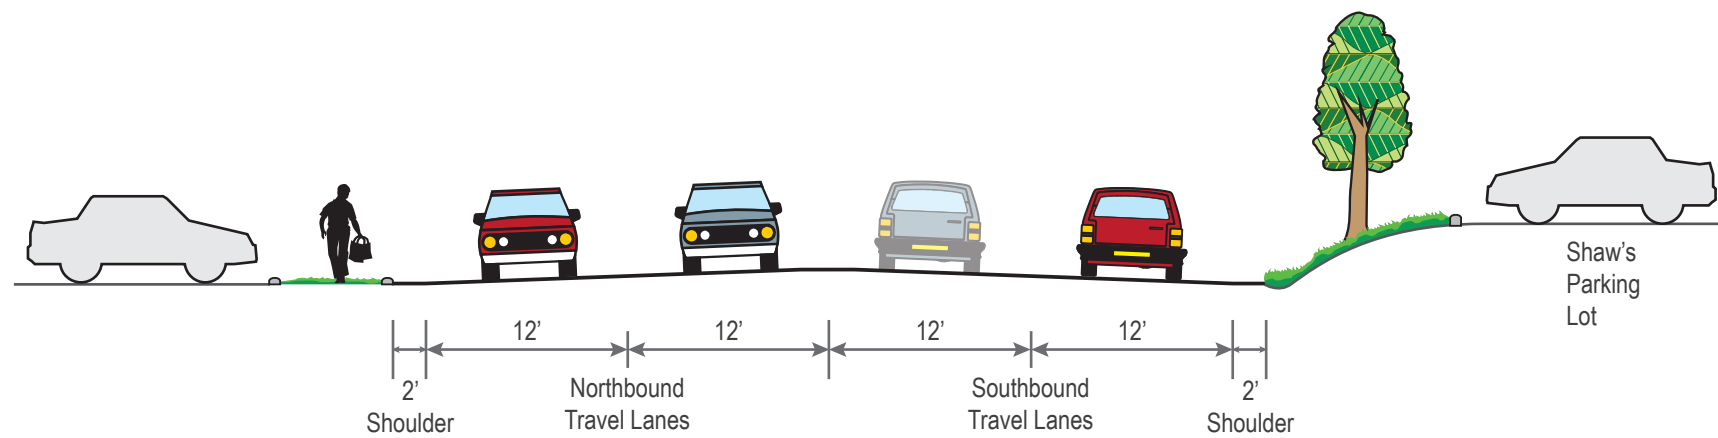 12’
12’
12’
12’
2’
Shoulder
Northbound
Travel Lanes
Southbound
Travel Lanes
2’
Shoulder
Shaw’s
Parking
Lot